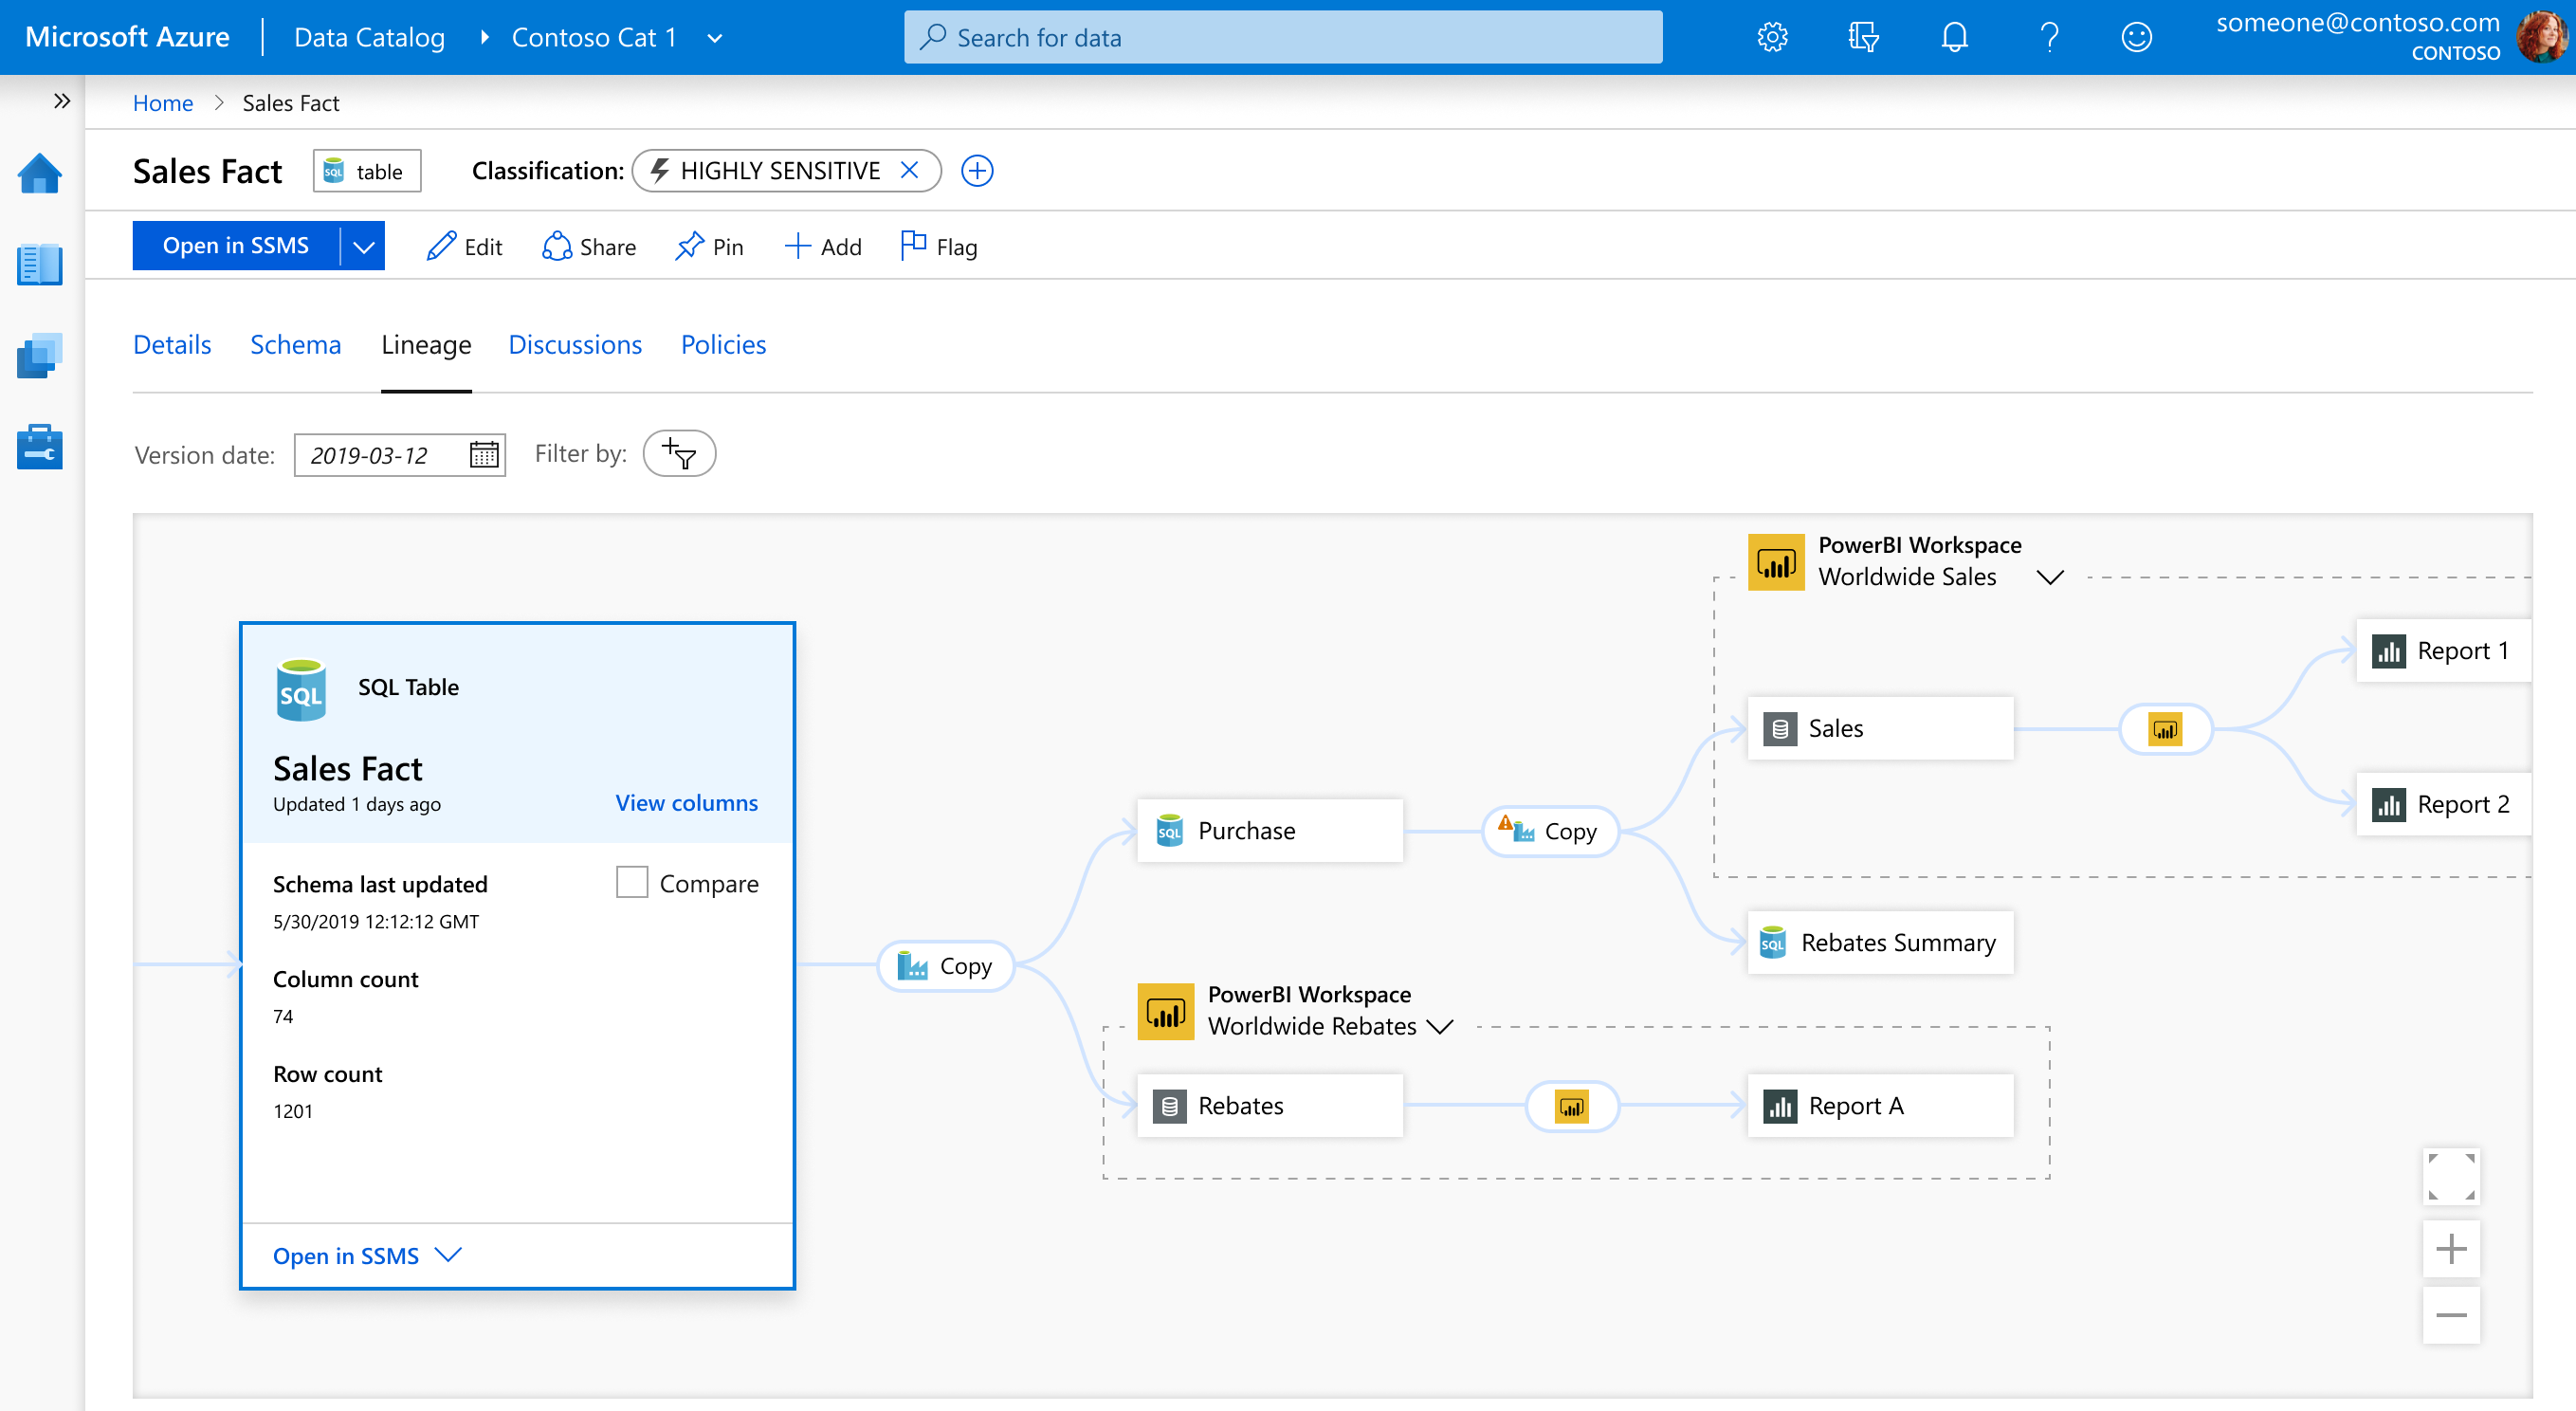 Microsoft Azure
Data Catalog
Contoso Cat 1
Search for data
someone@contoso.com
CONTOSO
Home
Sales Fact
Sales Fact
SQL table
Classification:
HIGHLY SENSITIVE
Open in SSMS
Edit
Share
Pin
Add
Flag
Details
Schema
Lineage
Discussions
Policies
Version date:
2019-03-12
Filter by:
SQL
SQL Table
Sales Fact
Updated 1 days ago
View columns
Schema last updated
Compare
5/30/2019 12:12:12 GMT
Column count
74
Row count
1201
Open in SSMS
Copy
SQL Purchase
Copy
PowerBI Workspace
Worldwide Sales
Sales
Report 1
Report 2
SQL Rebates Summary
PowerBI Workspace
Worldwide Rebates
Rebates
Report A